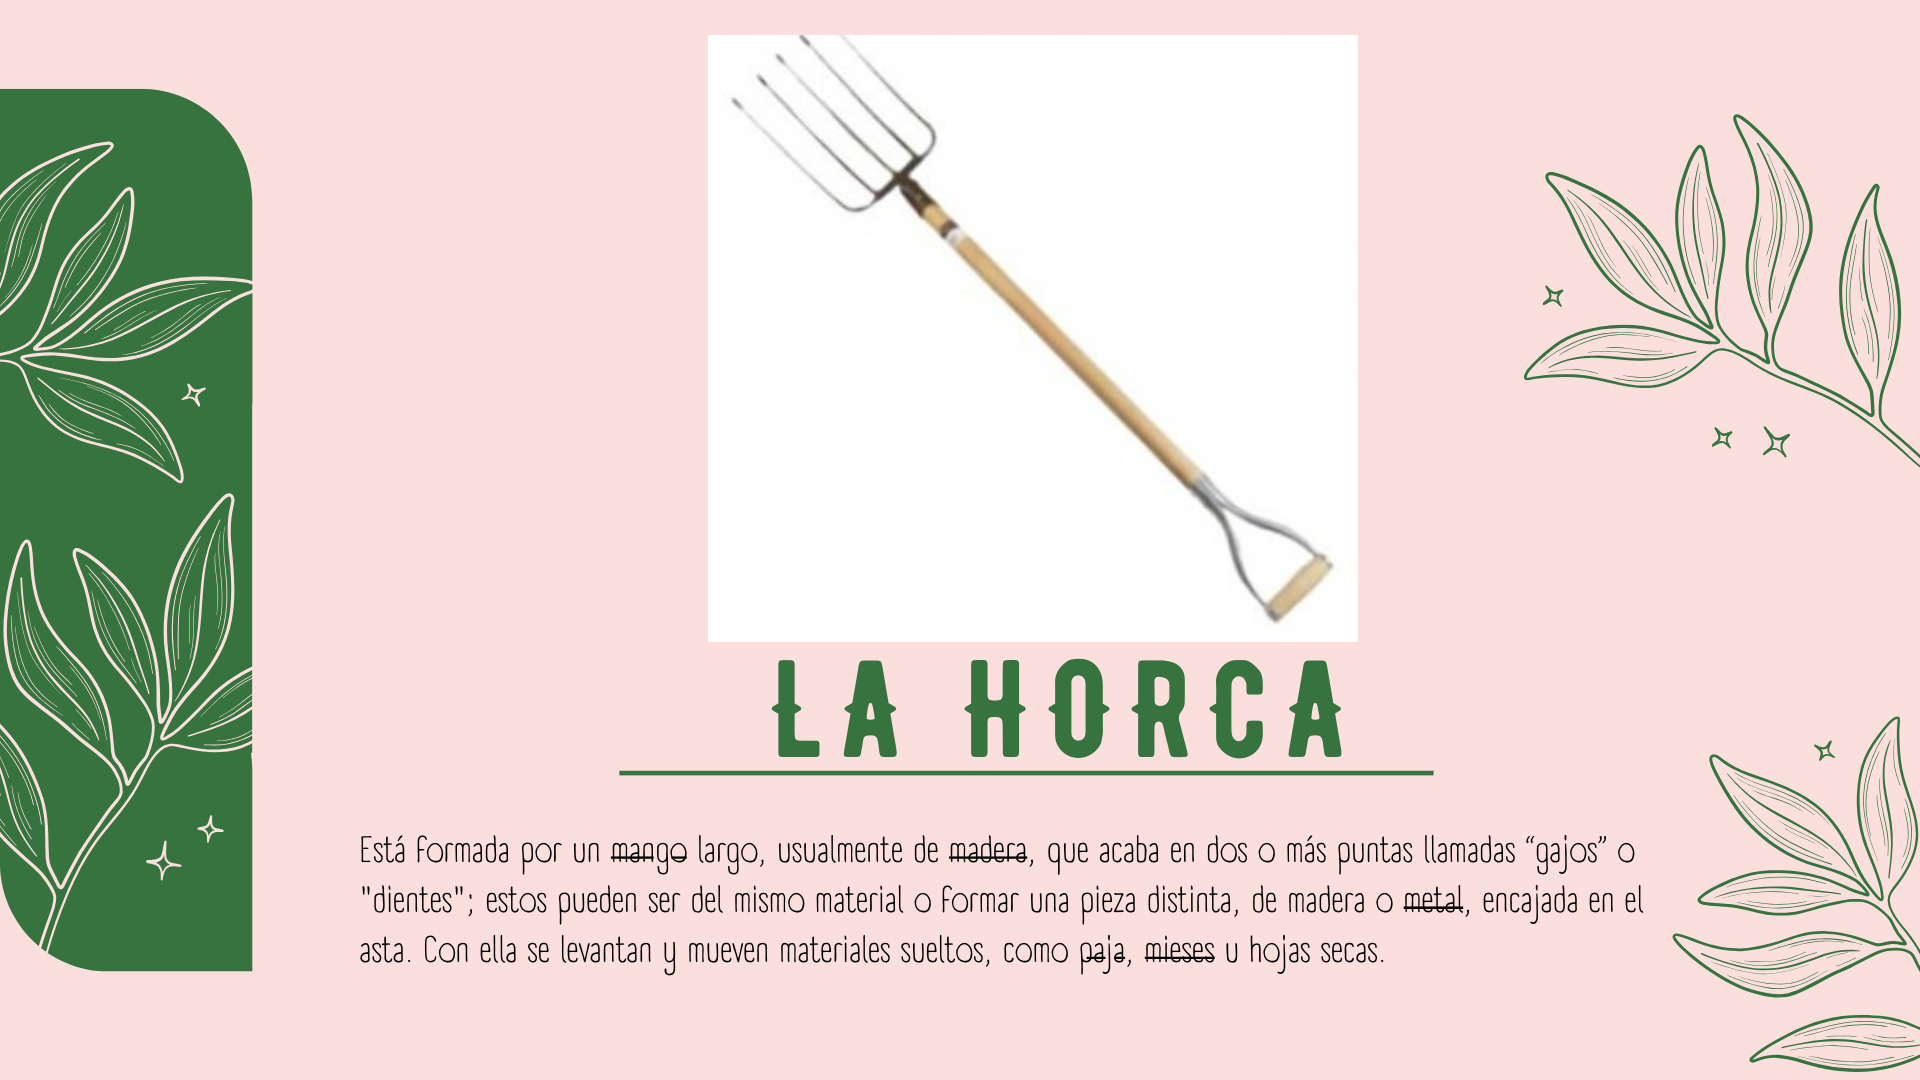 LA HORCA
Está formada por un mango largo, usualmente de madera, que acaba en dos o más puntas llamadas “gajos” o
"dientes"; estos pueden ser del mismo material o formar una pieza distinta, de madera o metal, encajada en el
asta. Con ella se levantan y mueven materiales sueltos, como paja, mieses u hojas secas.